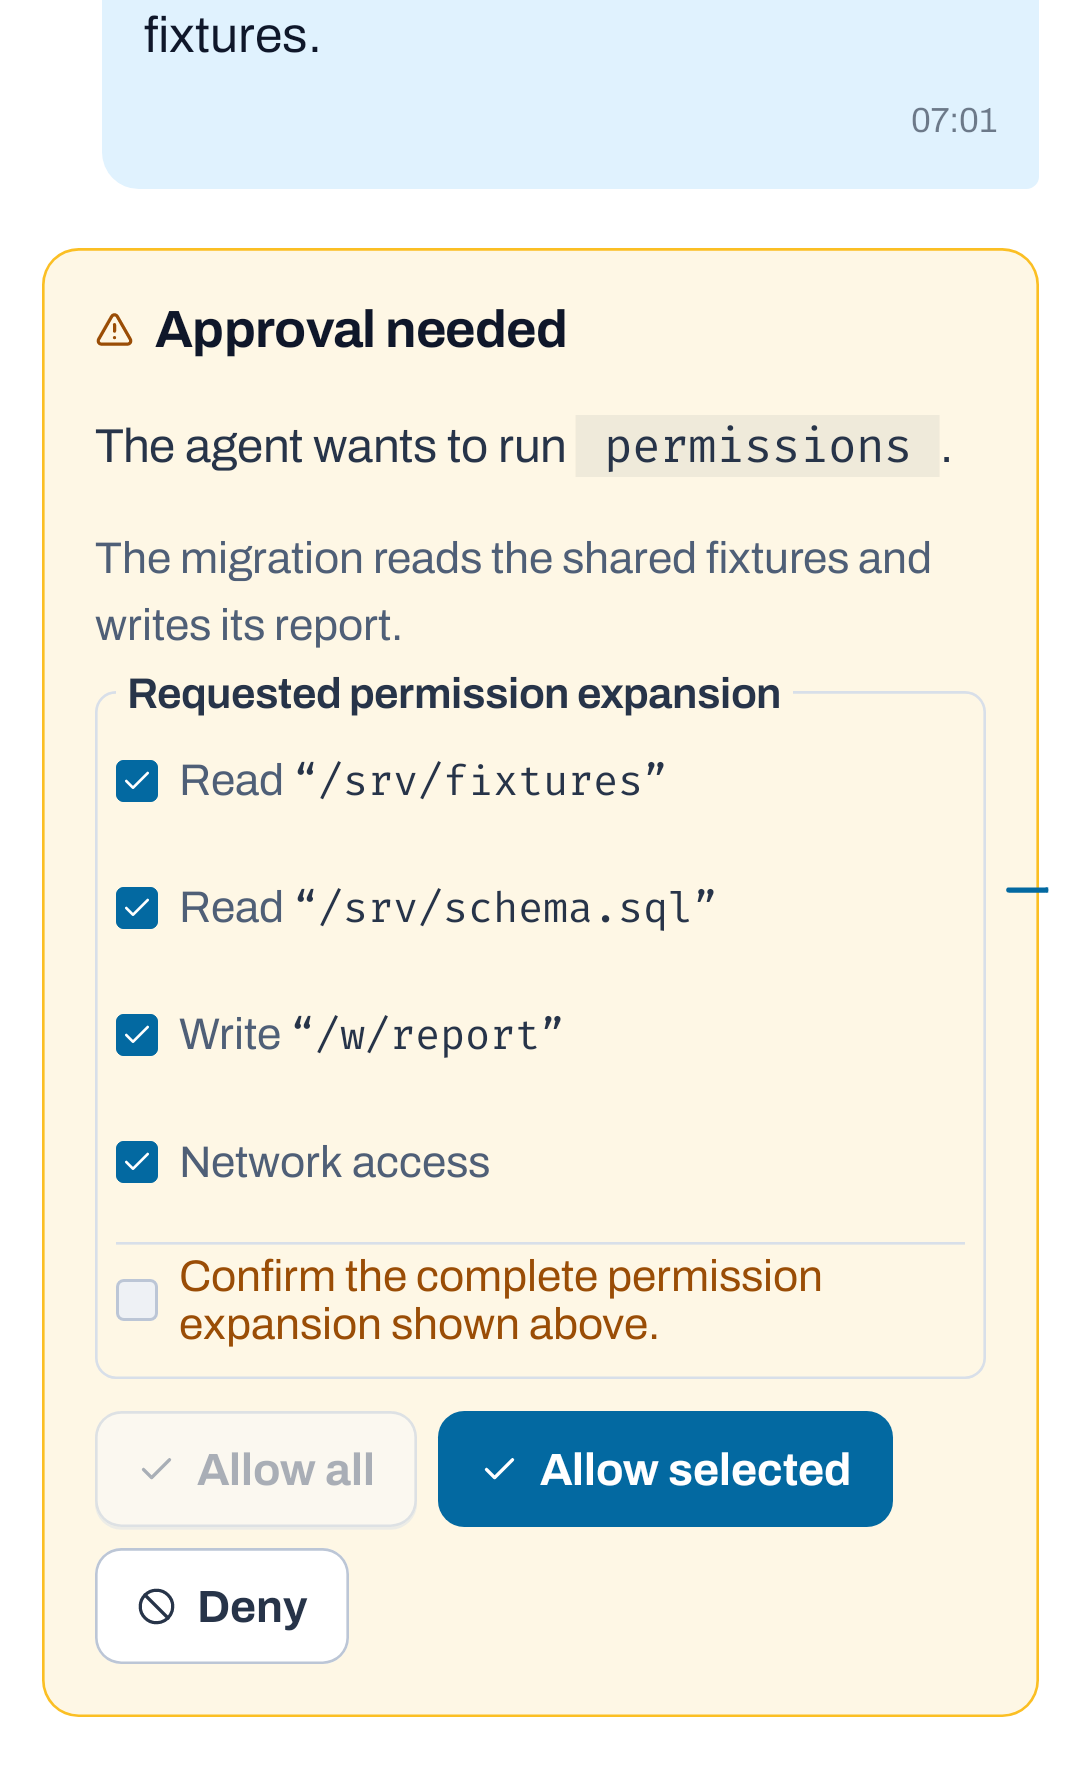 fixtures.
07:01
Approval needed
The agent wants to run permissions .
The migration reads the shared fixtures and
writes its report.
Requested permission expansion
Read “/srv/fixtures”
Read “/srv/schema.sql”
Write “/w/report”
Network access
Confirm the complete permission
expansion shown above.
Allow all
Allow selected
Deny